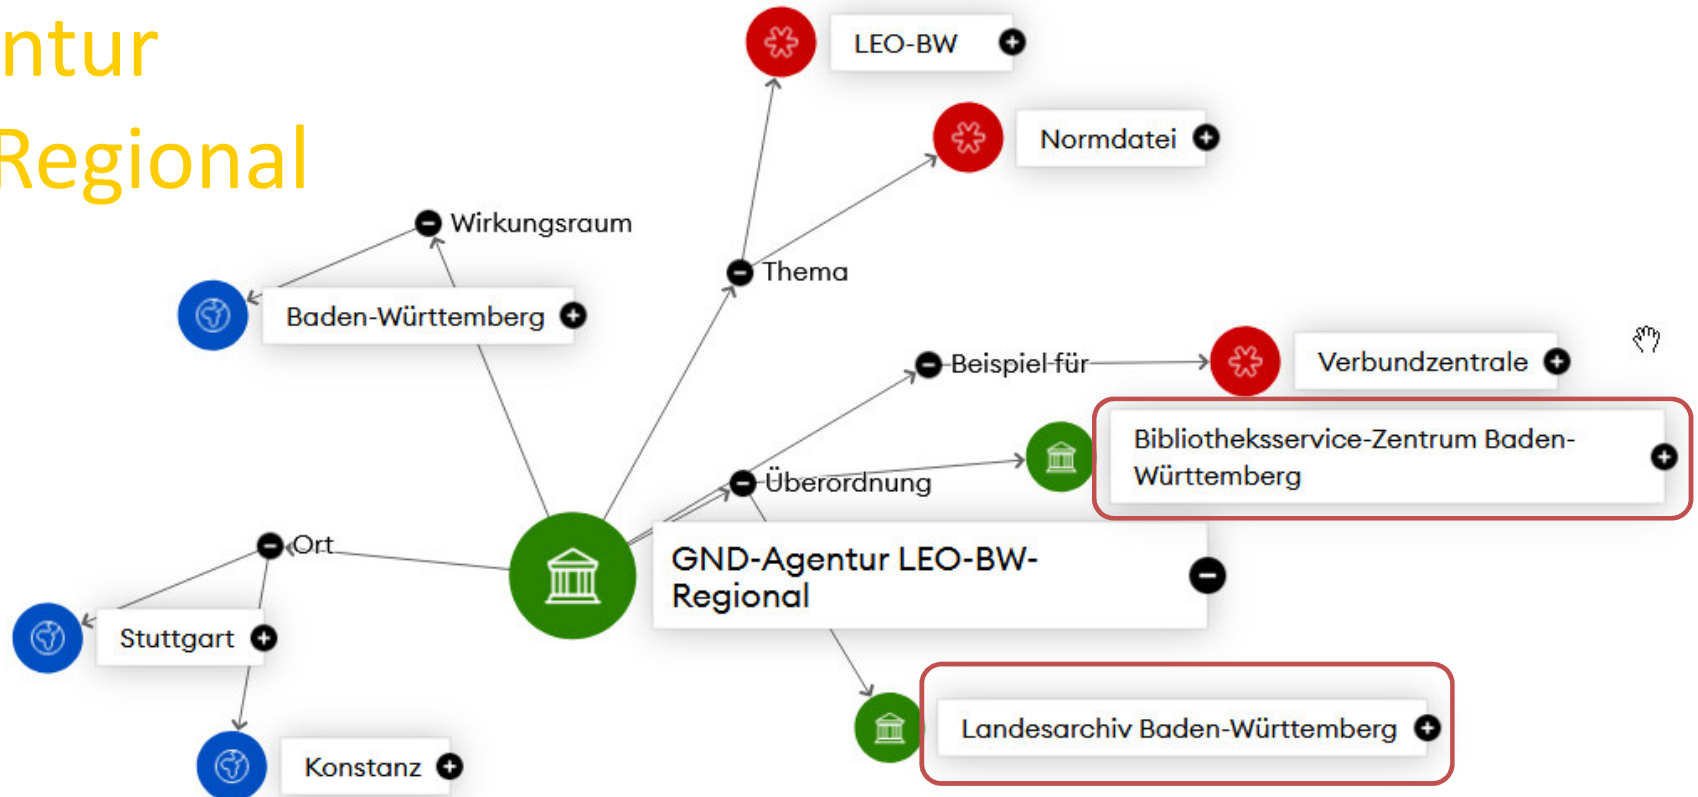 ntur
Regional
LEO-BW
Normdatei
Wirkungsraum
Thema
Baden-Württemberg
Beispiel für
Verbundzentrale
Bibliotheksservice-Zentrum Baden-
Württemberg
Überordnung
Ort
GND-Agentur LEO-BW-
Regional
Stuttgart
Landesarchiv Baden-Württemberg
Konstanz